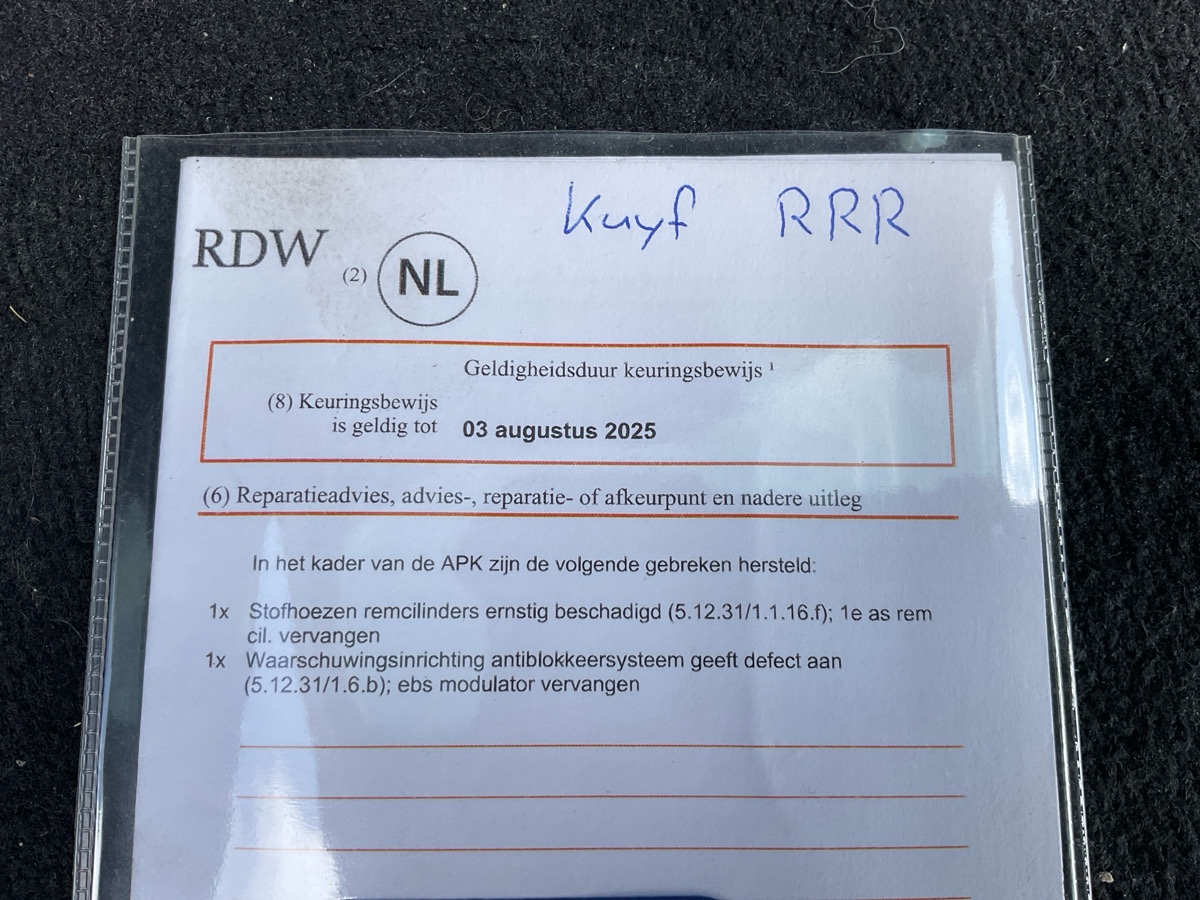 Kuyf RRR
RDW (2) NL
Geldigheidsduur keuringsbewijs ¹
(8) Keuringsbewijs
is geldig tot 03 augustus 2025
(6) Reparatieadvies, advies-, reparatie- of afkeurpunt en nadere uitleg
In het kader van de APK zijn de volgende gebreken hersteld:
1x Stofhoezen remcilinders ernstig beschadigd (5.12.31/1.1.16.f); 1e as rem
cil. vervangen
1x Waarschuwingsinrichting antiblokkeersysteem geeft defect aan
(5.12.31/1.6.b); ebs modulator vervangen